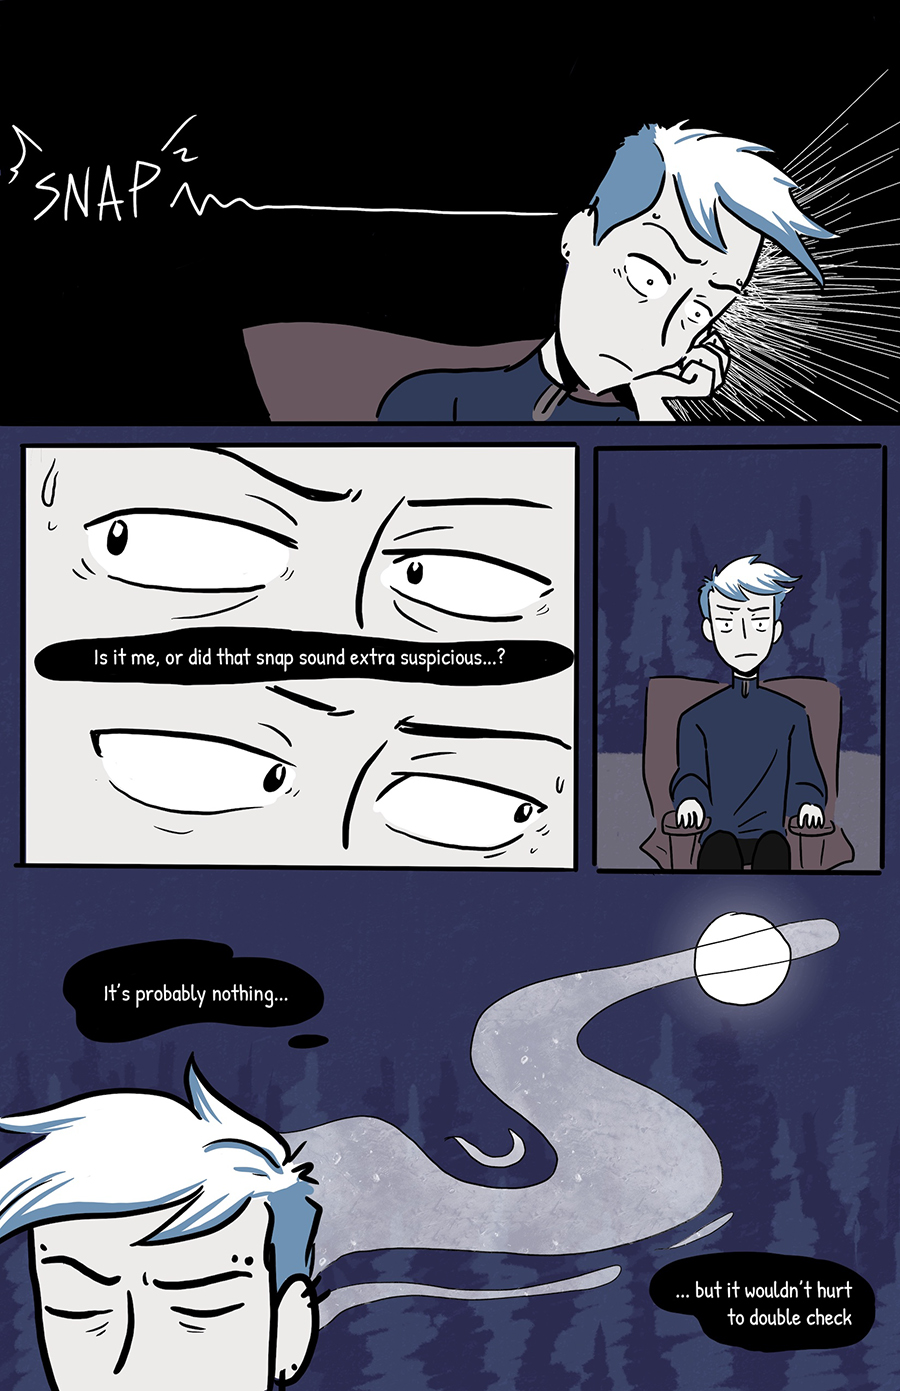 SNAP
Is it me, or did that snap sound extra suspicious...?
It's probably nothing...
... but it wouldn't hurt
to double check